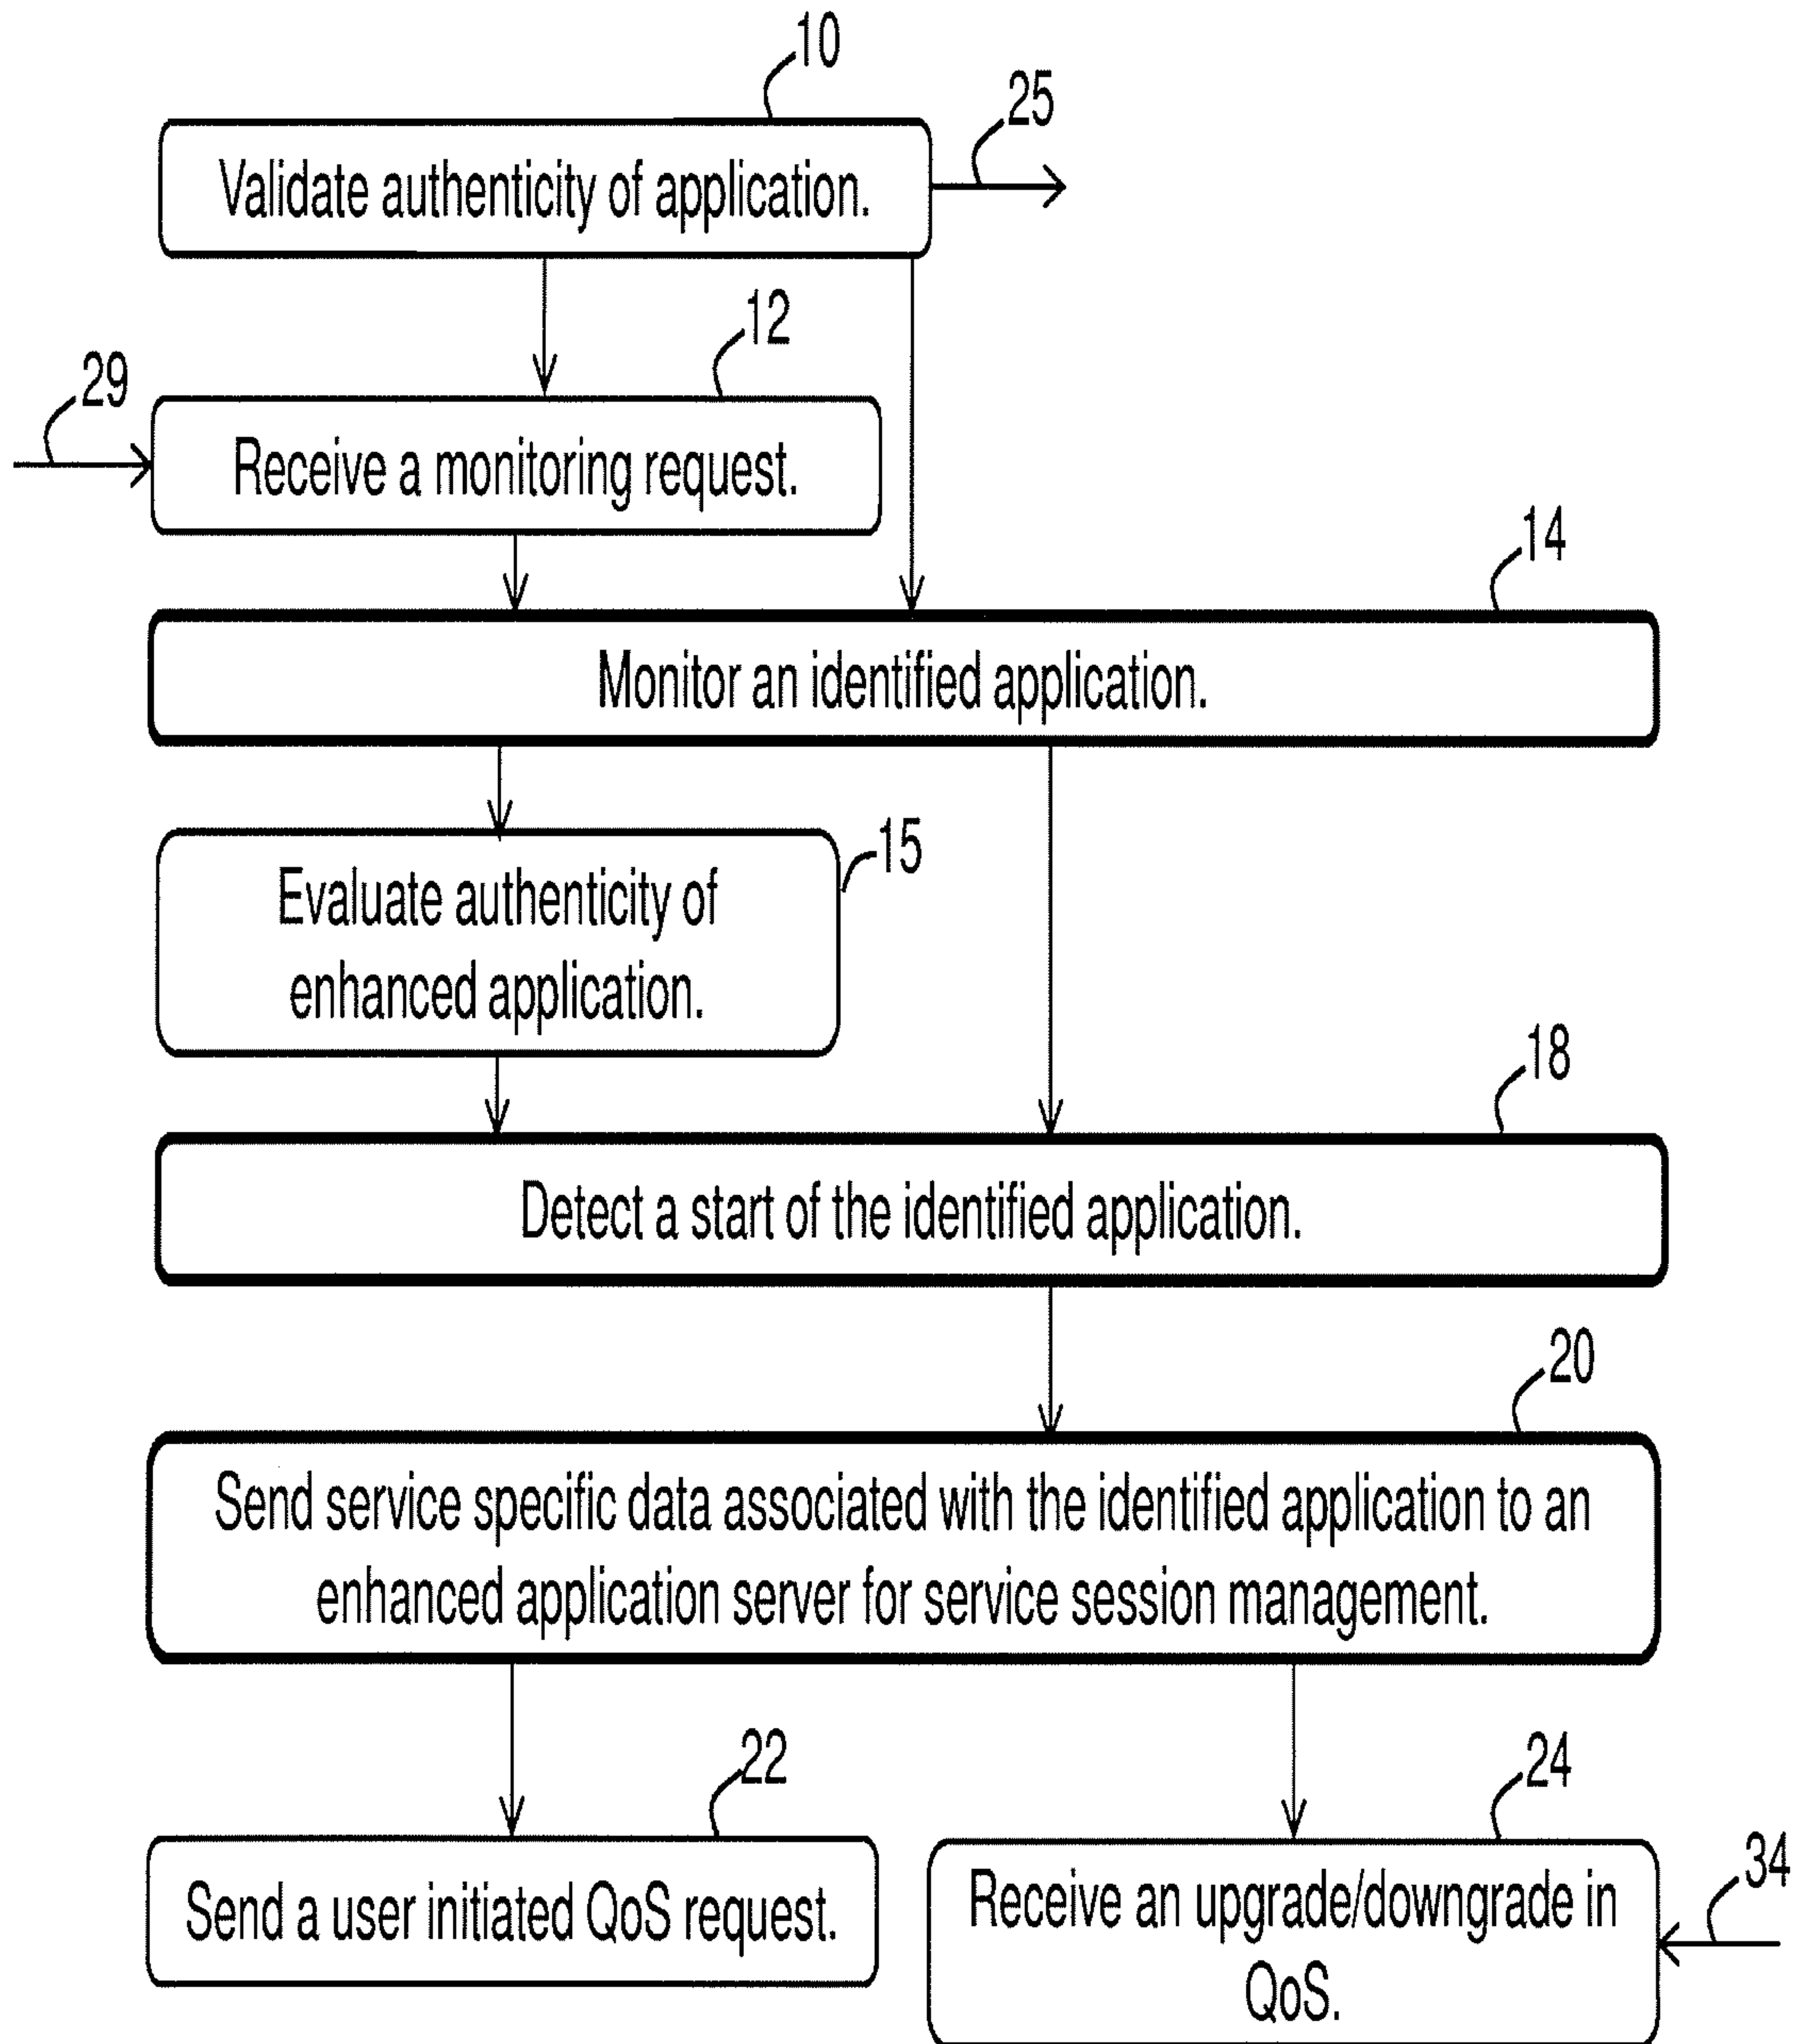 10
25
Validate authenticity of application.
12
29
Receive a monitoring request.
14
Monitor an identified application.
15
Evaluate authenticity of
enhanced application.
18
Detect a start of the identified application.
20
Send service specific data associated with the identified application to an
enhanced application server for service session management.
22
24
34
Send a user initiated QoS request.
Receive an upgrade/downgrade in
QoS.